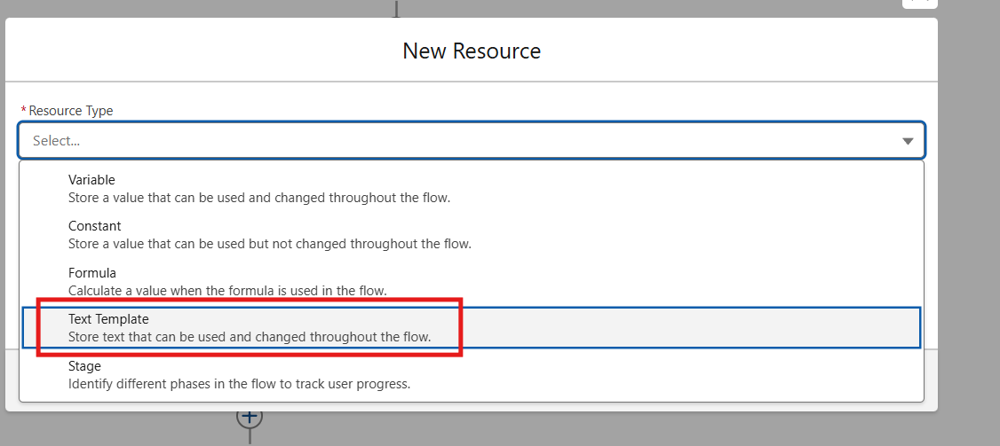 New Resource
* Resource Type
Select...
Variable
Store a value that can be used and changed throughout the flow.
Constant
Store a value that can be used but not changed throughout the flow.
Formula
Calculate a value when the formula is used in the flow.
Text Template
Store text that can be used and changed throughout the flow.
Stage
Identify different phases in the flow to track user progress.